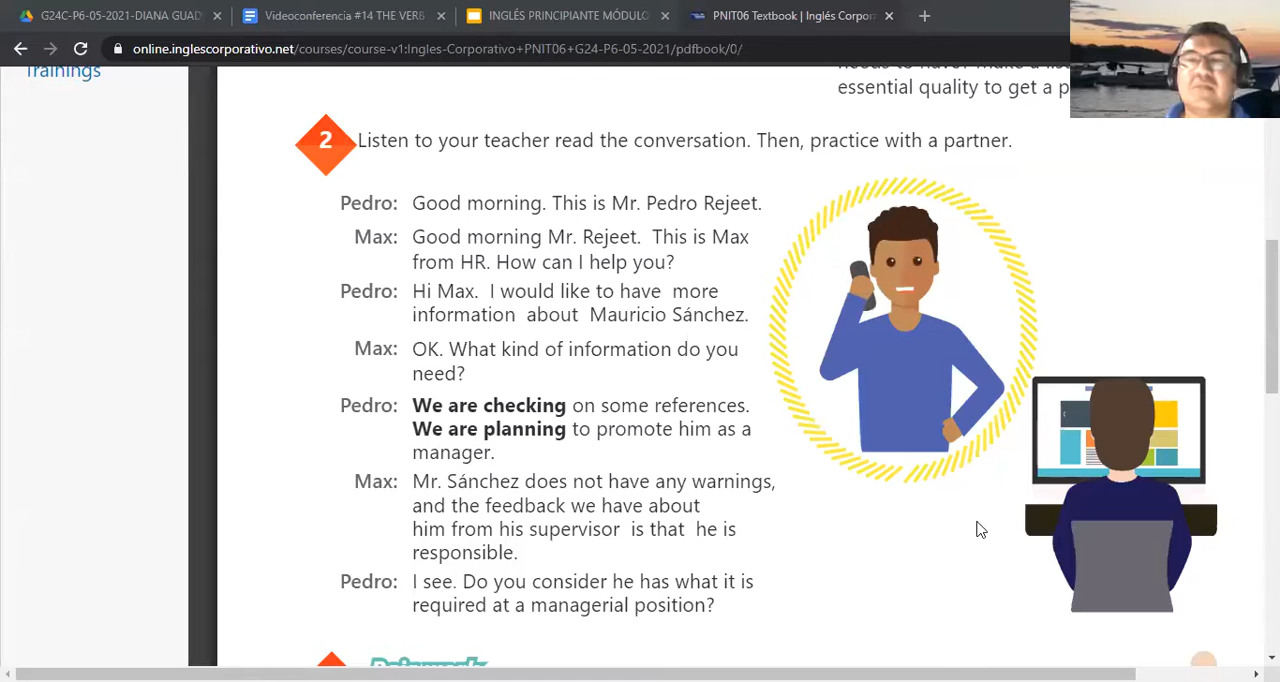 G24C-P6-05-2021-DIANA GUAD
Videoconferencia #14 THE VERB
INGLÉS PRINCIPIANTE MÓDULO
PNIT06 Textbook | Inglés Corpor
online.inglescorporativo.net/courses/course-v1:Ingles-Corporativo+PNIT06+G24-P6-05-2021/pdfbook/0/
Trainings
essential quality to get a p
2
Listen to your teacher read the conversation. Then, practice with a partner.
Pedro: Good morning. This is Mr. Pedro Rejeet.
Max: Good morning Mr. Rejeet. This is Max
from HR. How can I help you?
Pedro: Hi Max. I would like to have more
information about Mauricio Sánchez.
Max: OK. What kind of information do you
need?
Pedro: We are checking on some references.
We are planning to promote him as a
manager.
Max: Mr. Sánchez does not have any warnings,
and the feedback we have about
him from his supervisor is that he is
responsible.
Pedro: I see. Do you consider he has what it is
required at a managerial position?